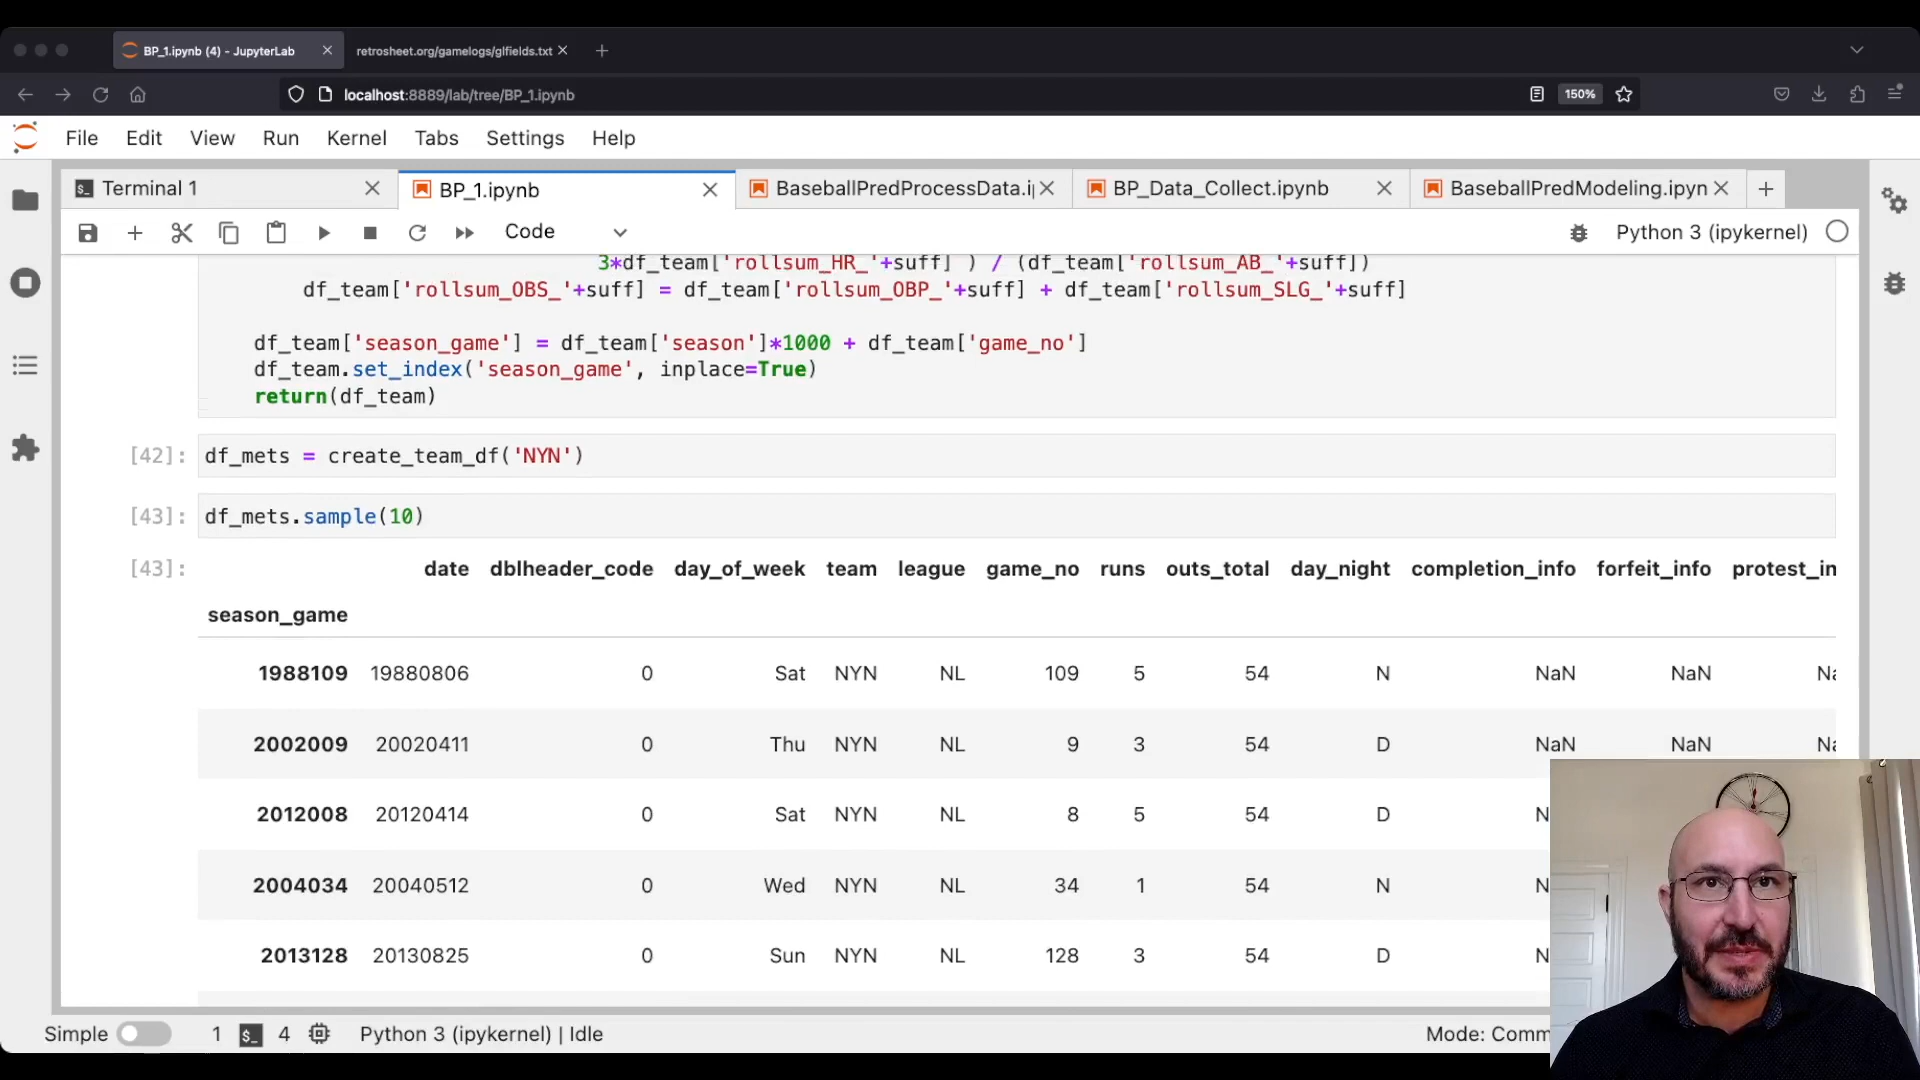 BP_1.ipynb (4) - JupyterLab
retrosheet.org/gamelogs/glfields.txt
localhost:8889/lab/tree/BP_1.ipynb
150%
File Edit View Run Kernel Tabs Settings Help
Terminal 1
BP_1.ipynb
BaseballPredProcessData.i
BP_Data_Collect.ipynb
BaseballPredModeling.ipyn
Code
Python 3 (ipykernel)
3*df_team['rollsum_HR_'+suff] ) / (df_team['rollsum_AB_'+suff])
df_team['rollsum_OBS_'+suff] = df_team['rollsum_OBP_'+suff] + df_team['rollsum_SLG_'+suff]
df_team['season_game'] = df_team['season']*1000 + df_team['game_no']
df_team.set_index('season_game', inplace=True)
return(df_team)
[42]: df_mets = create_team_df('NYN')
[43]: df_mets.sample(10)
[43]: date dblheader_code day_of_week team league game_no runs outs_total day_night completion_info forfeit_info protest_in
season_game
1988109 19880806 0 Sat NYN NL 109 5 54 N NaN NaN Na
2002009 20020411 0 Thu NYN NL 9 3 54 D NaN NaN Na
2012008 20120414 0 Sat NYN NL 8 5 54 D N
2004034 20040512 0 Wed NYN NL 34 1 54 N N
2013128 20130825 0 Sun NYN NL 128 3 54 D N
Simple 1 $_ 4 Python 3 (ipykernel) | Idle Mode: Comm